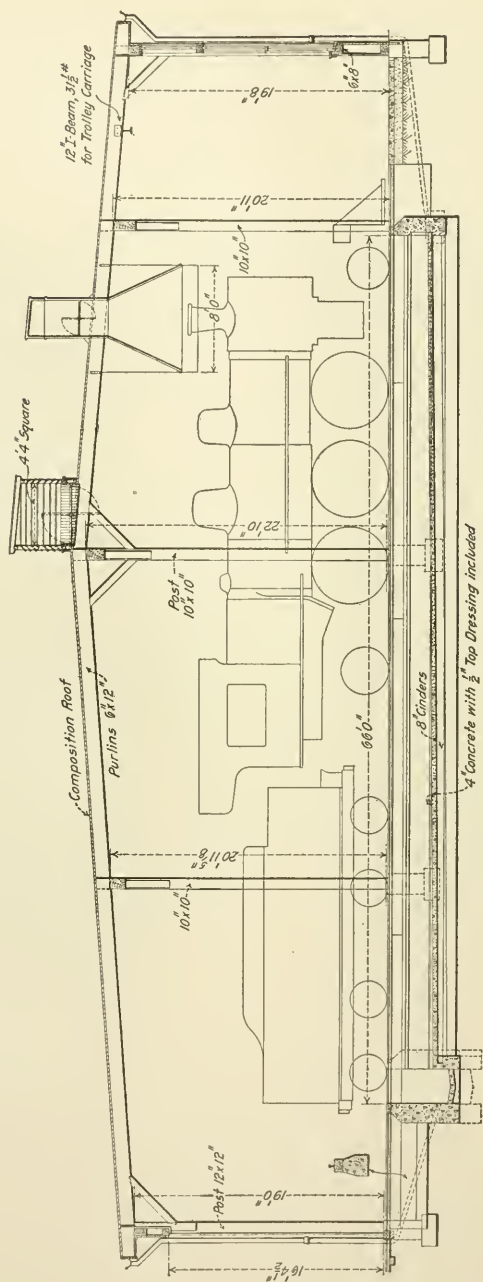 12" I-Beam, 31½ #
for Trolley Carriage
4'4" Square
Composition Roof
Purlins 6"x12"
19'8"
6"x8"
20'11"
10"x10"
8'0"
22'10"
Post
10"x10"
20'11⅝"
10"x10"
66'0"
19'0"
Post 12"x12"
16'4½"
8" Cinders
4" Concrete with ½" Top Dressing included